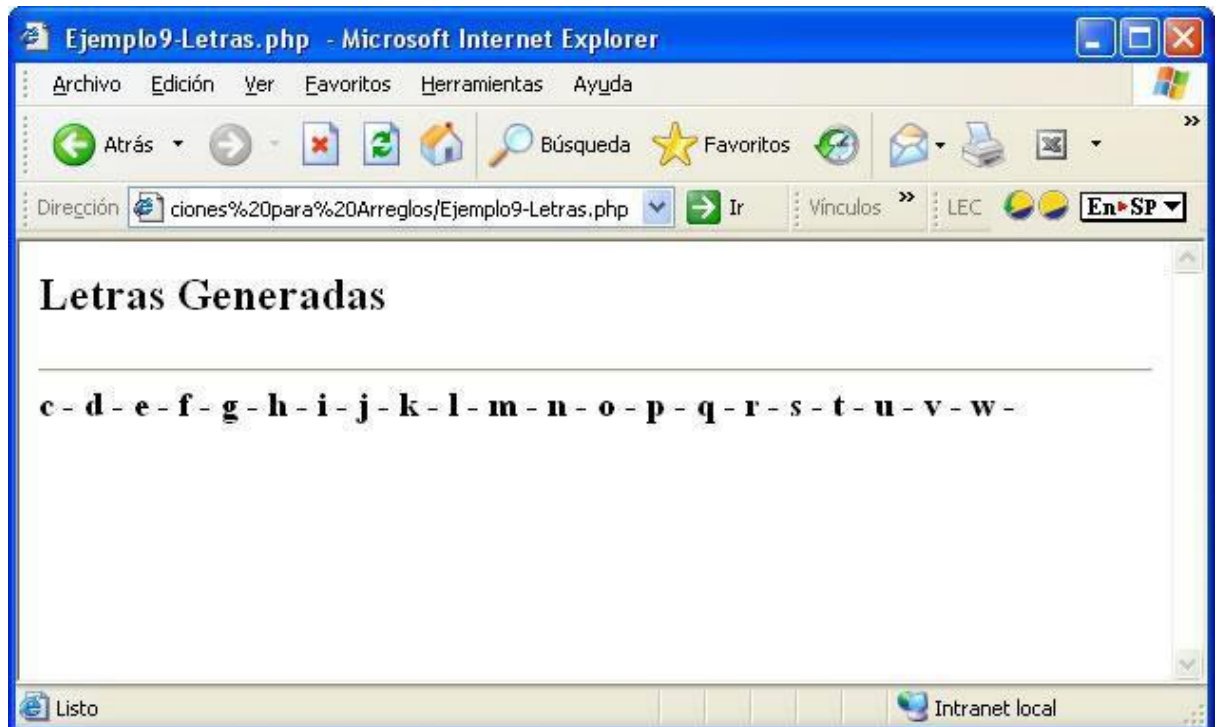 Ejemplo9-Letras.php - Microsoft Internet Explorer
Archivo Edición Ver Favoritos Herramientas Ayuda
Atrás Búsqueda Favoritos »
Dirección ciones%20para%20Arreglos/Ejemplo9-Letras.php Ir Vínculos » LEC En▸SP
Letras Generadas
c - d - e - f - g - h - i - j - k - l - m - n - o - p - q - r - s - t - u - v - w -
Listo Intranet local